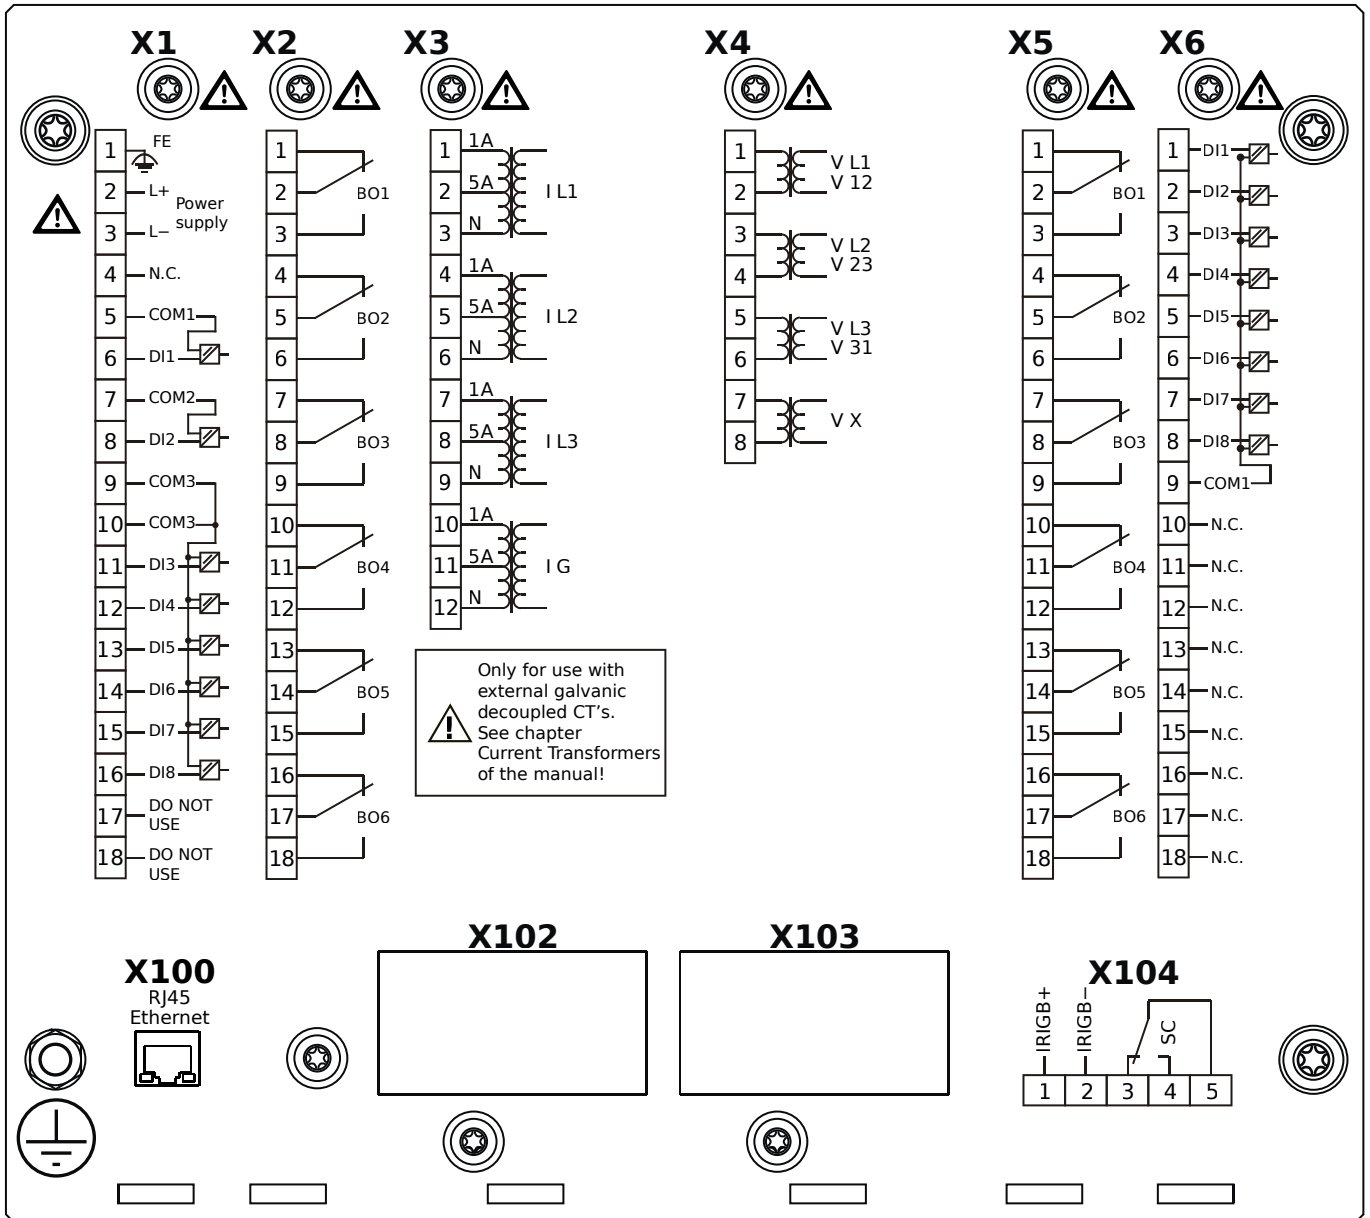 X1
X2
X3
X4
X5
X6
1 FE
2 L+
Power
supply
3 L−
4 N.C.
5 COM1
6 DI1
7 COM2
8 DI2
9 COM3
10 COM3
11 DI3
12 DI4
13 DI5
14 DI6
15 DI7
16 DI8
17 DO NOT
USE
18 DO NOT
USE
1
2 BO1
3
4
5 BO2
6
7
8 BO3
9
10
11 BO4
12
13
14 BO5
15
16
17 BO6
18
1 1A
2 5A I L1
3 N
4 1A
5 5A I L2
6 N
7 1A
8 5A I L3
9 N
10 1A
11 5A I G
12 N
Only for use with
external galvanic
decoupled CT's.
See chapter
Current Transformers
of the manual!
1 V L1
2 V 12
3 V L2
4 V 23
5 V L3
6 V 31
7 V X
8
1
2 BO1
3
4
5 BO2
6
7
8 BO3
9
10
11 BO4
12
13
14 BO5
15
16
17 BO6
18
1 DI1
2 DI2
3 DI3
4 DI4
5 DI5
6 DI6
7 DI7
8 DI8
9 COM1
10 N.C.
11 N.C.
12 N.C.
13 N.C.
14 N.C.
15 N.C.
16 N.C.
17 N.C.
18 N.C.
X100
RJ45
Ethernet
X102
X103
X104
IRIGB+
IRIGB−
SC
1 2 3 4 5